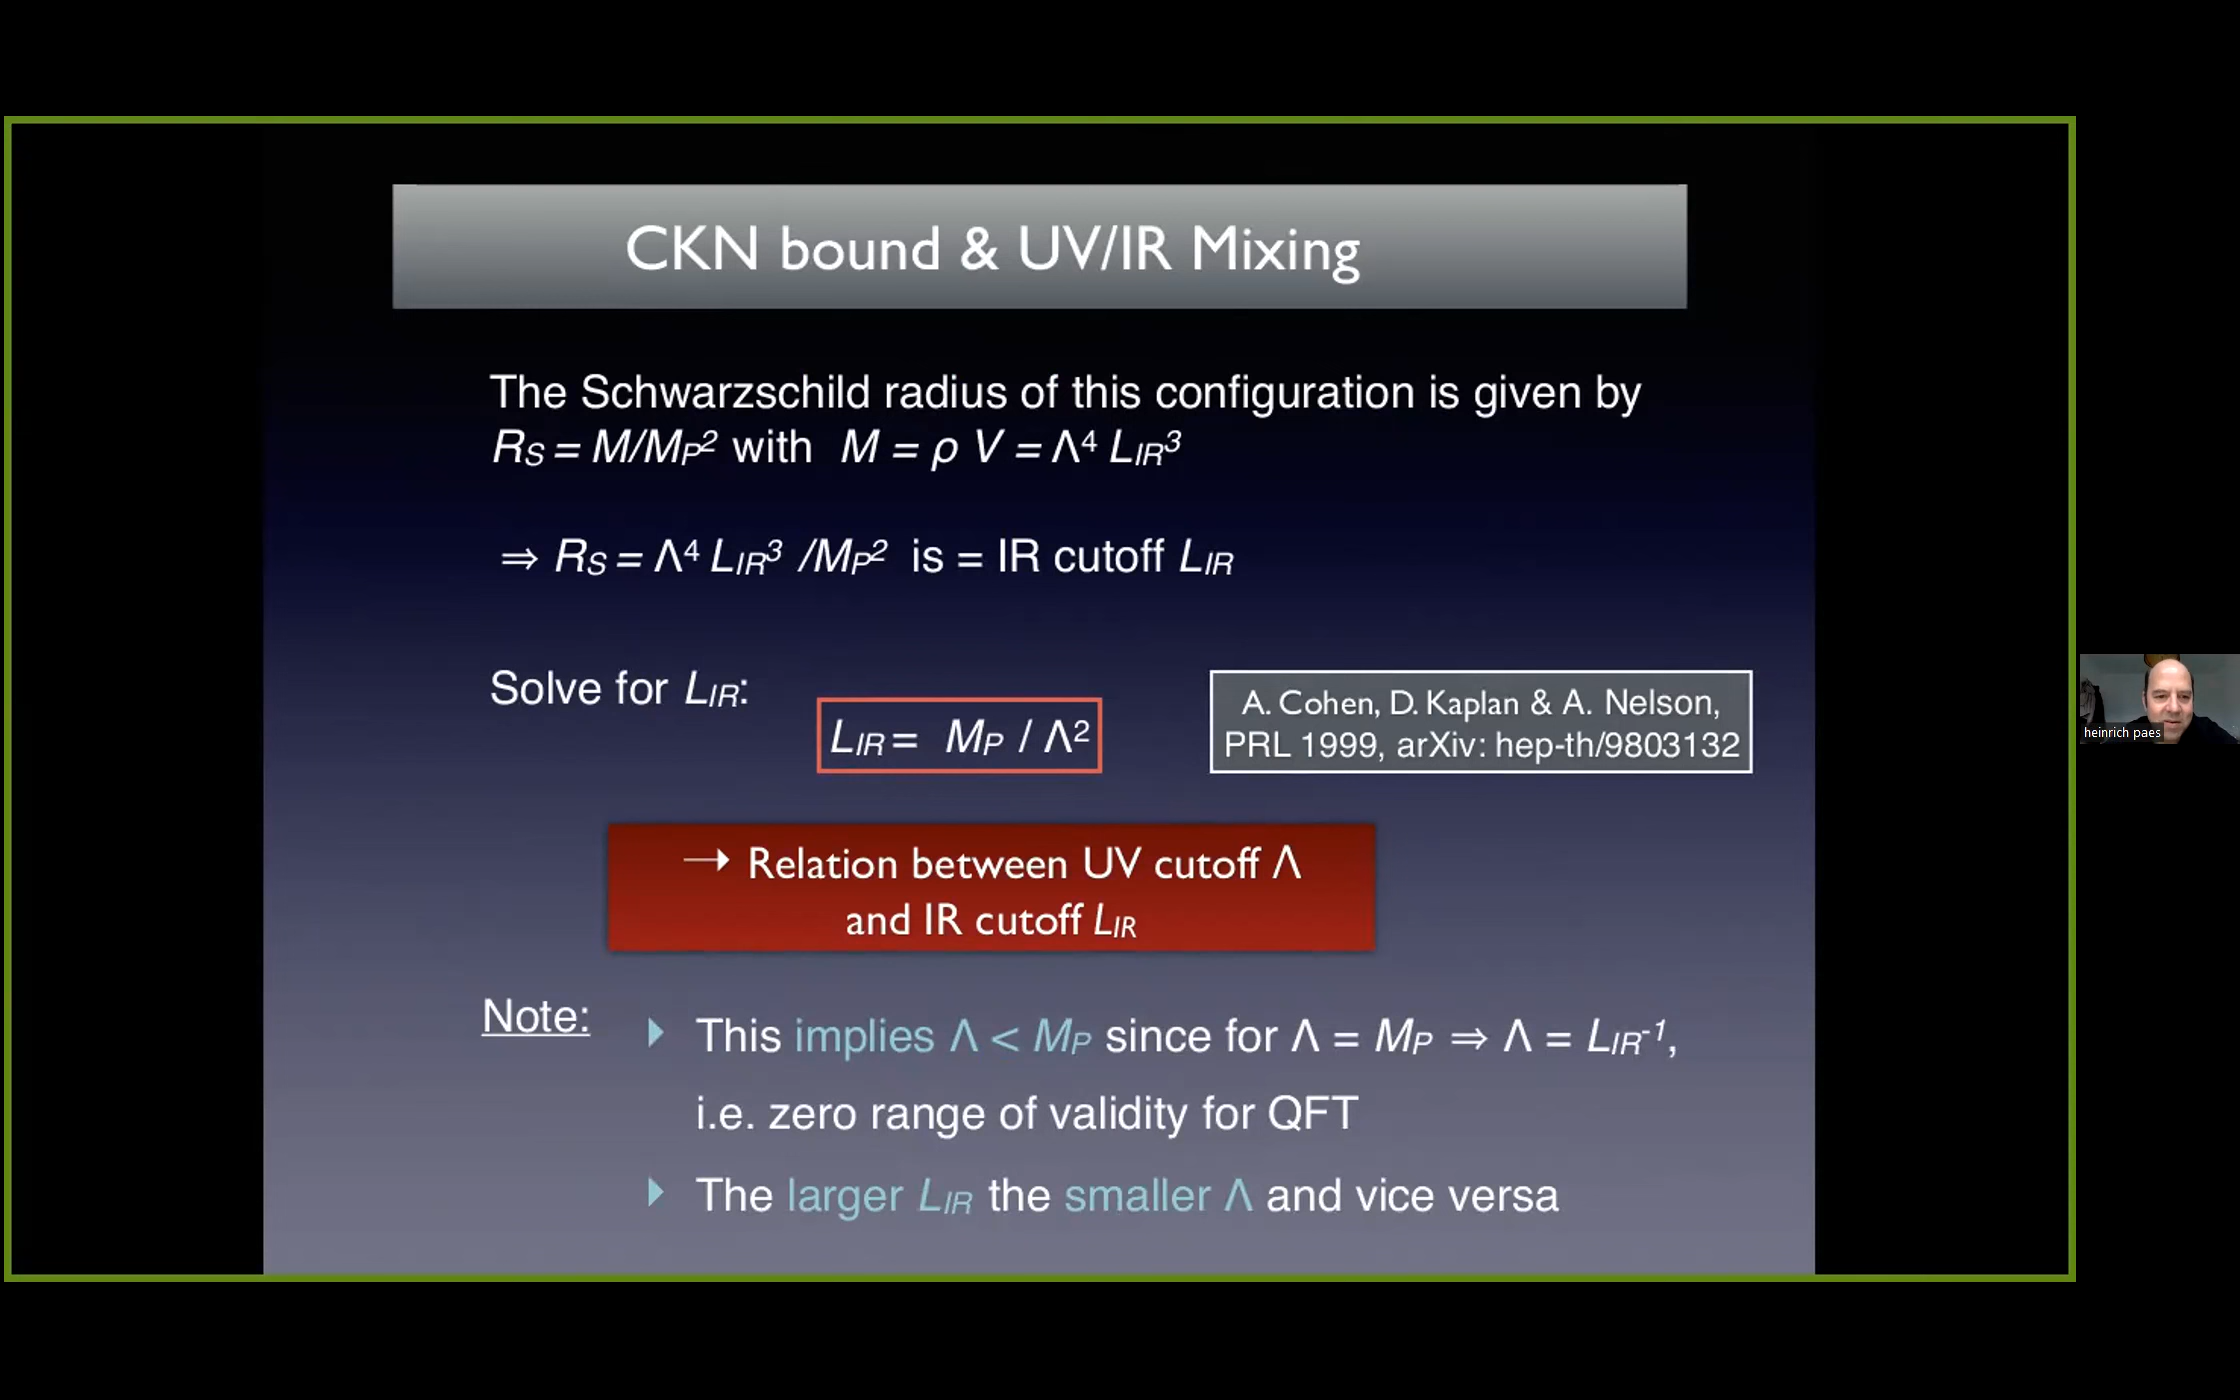 CKN bound & UV/IR Mixing
The Schwarzschild radius of this configuration is given by
R_S = M/M_P² with M = ρ V = Λ⁴ L_IR³
⇒ R_S = Λ⁴ L_IR³ /M_P² is = IR cutoff L_IR
Solve for L_IR:
L_IR = M_P / Λ²
A. Cohen, D. Kaplan & A. Nelson,
PRL 1999, arXiv: hep-th/9803132
→ Relation between UV cutoff Λ
and IR cutoff L_IR
heinrich paes
Note:
This implies Λ < M_P since for Λ = M_P ⇒ Λ = L_IR⁻¹,
i.e. zero range of validity for QFT
The larger L_IR the smaller Λ and vice versa